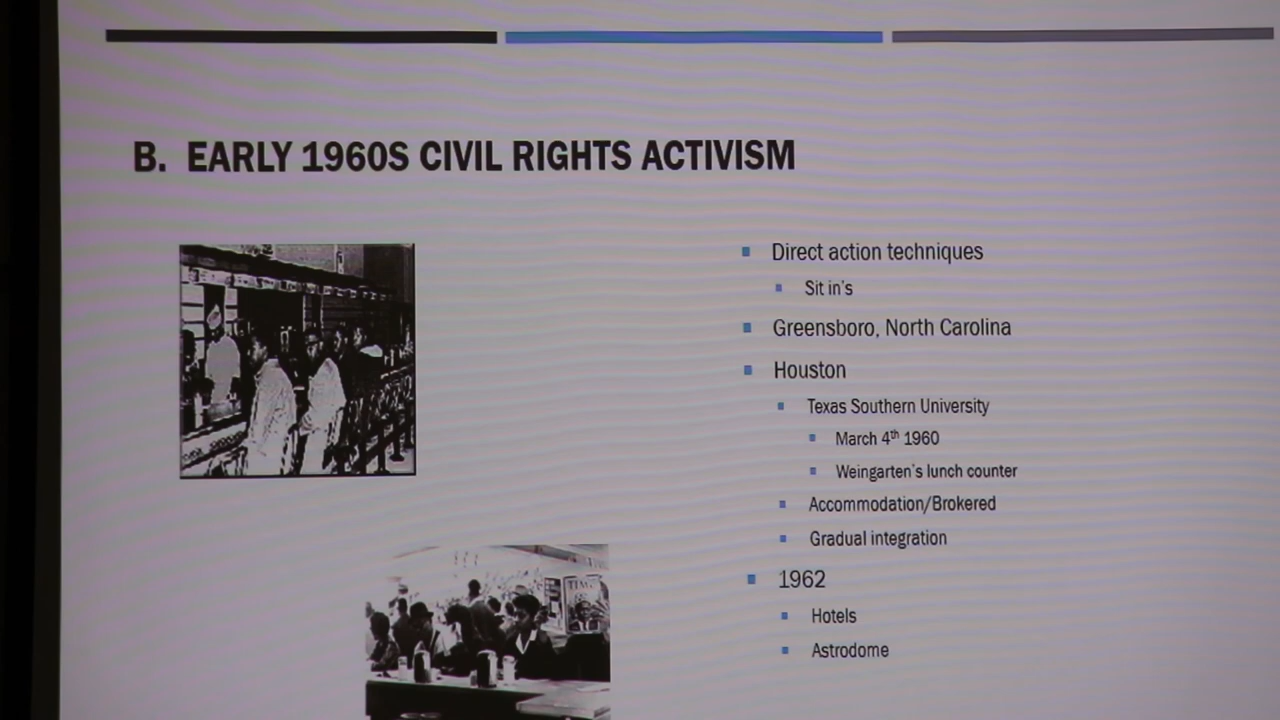 B. EARLY 1960S CIVIL RIGHTS ACTIVISM
Direct action techniques
Sit in's
Greensboro, North Carolina
Houston
Texas Southern University
March 4th 1960
Weingarten's lunch counter
Accommodation/Brokered
Gradual integration
1962
Hotels
Astrodome
TIME